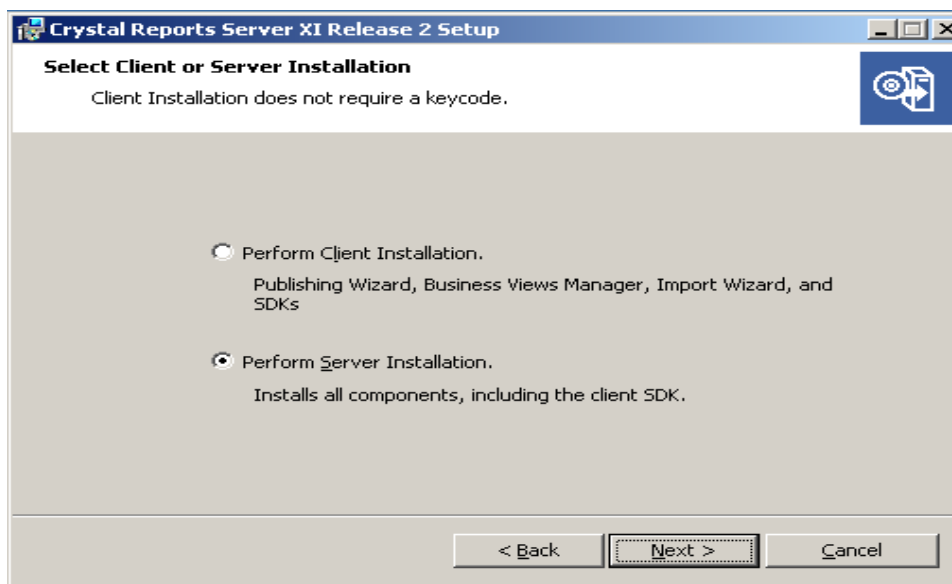 Crystal Reports Server XI Release 2 Setup
Select Client or Server Installation
Client Installation does not require a keycode.
Perform Client Installation.
Publishing Wizard, Business Views Manager, Import Wizard, and
SDKs
Perform Server Installation.
Installs all components, including the client SDK.
< Back
Next >
Cancel